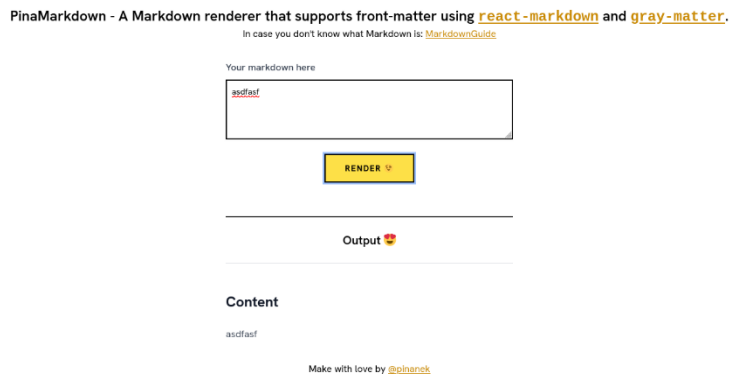 PinaMarkdown - A Markdown renderer that supports front-matter using react-markdown and gray-matter.
In case you don't know what Markdown is: MarkdownGuide
Your markdown here
asdfasf
RENDER 😍
Output 😍
Content
asdfasf
Make with love by @pinanek